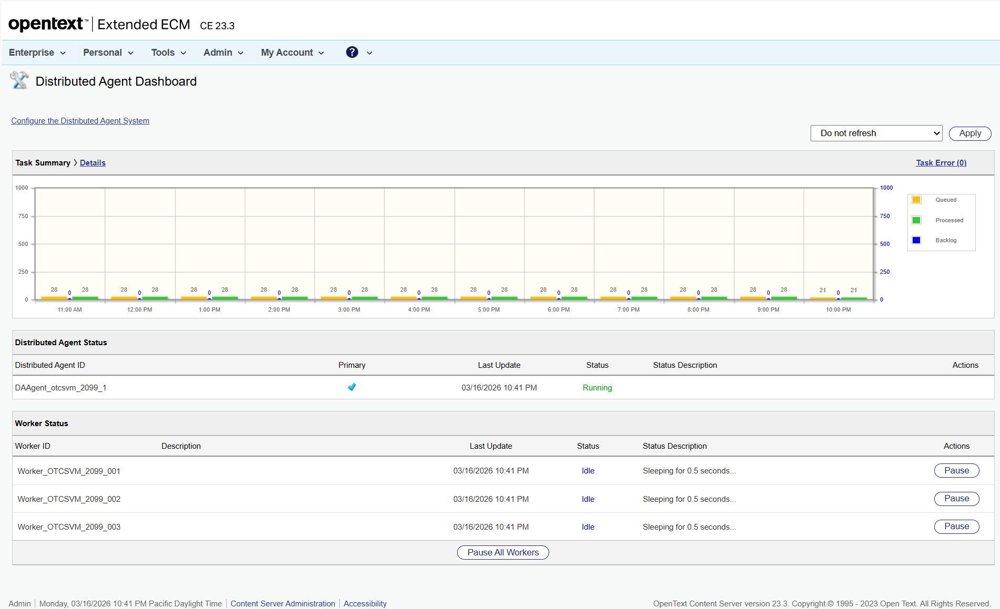 opentext™ | Extended ECM CE 23.3
Enterprise Personal Tools Admin My Account ?
Distributed Agent Dashboard
Configure the Distributed Agent System
Do not refresh Apply
Task Summary > Details Task Error (0)
1000 1000
750 750
500 500
250 250
0 0
Queued
Processed
Backlog
28 0 28 28 0 28 28 0 28 28 0 28 28 0 28 28 0 28 28 0 28 28 0 28 28 0 28 28 0 28 28 0 28 21 0 21
11:00 AM 12:00 PM 1:00 PM 2:00 PM 3:00 PM 4:00 PM 5:00 PM 6:00 PM 7:00 PM 8:00 PM 9:00 PM 10:00 PM
Distributed Agent Status
Distributed Agent ID Primary Last Update Status Status Description Actions
DAAgent_otcsvm_2099_1 03/16/2026 10:41 PM Running
Worker Status
Worker ID Description Last Update Status Status Description Actions
Worker_OTCSVM_2099_001 03/16/2026 10:41 PM Idle Sleeping for 0.5 seconds... Pause
Worker_OTCSVM_2099_002 03/16/2026 10:41 PM Idle Sleeping for 0.5 seconds... Pause
Worker_OTCSVM_2099_003 03/16/2026 10:41 PM Idle Sleeping for 0.5 seconds... Pause
Pause All Workers
Admin | Monday, 03/16/2026 10:41 PM Pacific Daylight Time | Content Server Administration | Accessibility OpenText Content Server version 23.3. Copyright © 1995 - 2023 Open Text. All Rights Reserved.